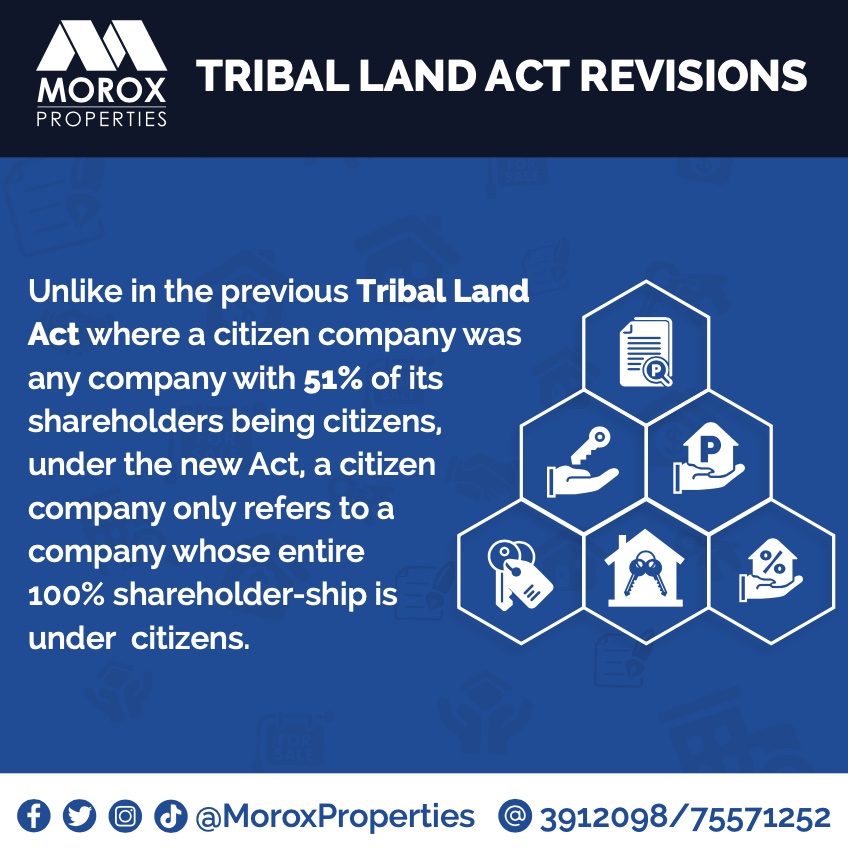 MOROX
PROPERTIES
TRIBAL LAND ACT REVISIONS
Unlike in the previous Tribal Land
Act where a citizen company was
any company with 51% of its
shareholders being citizens,
under the new Act, a citizen
company only refers to a
company whose entire
100% shareholder-ship is
under  citizens.
P
P
%
@MoroxProperties
@ 3912098/75571252